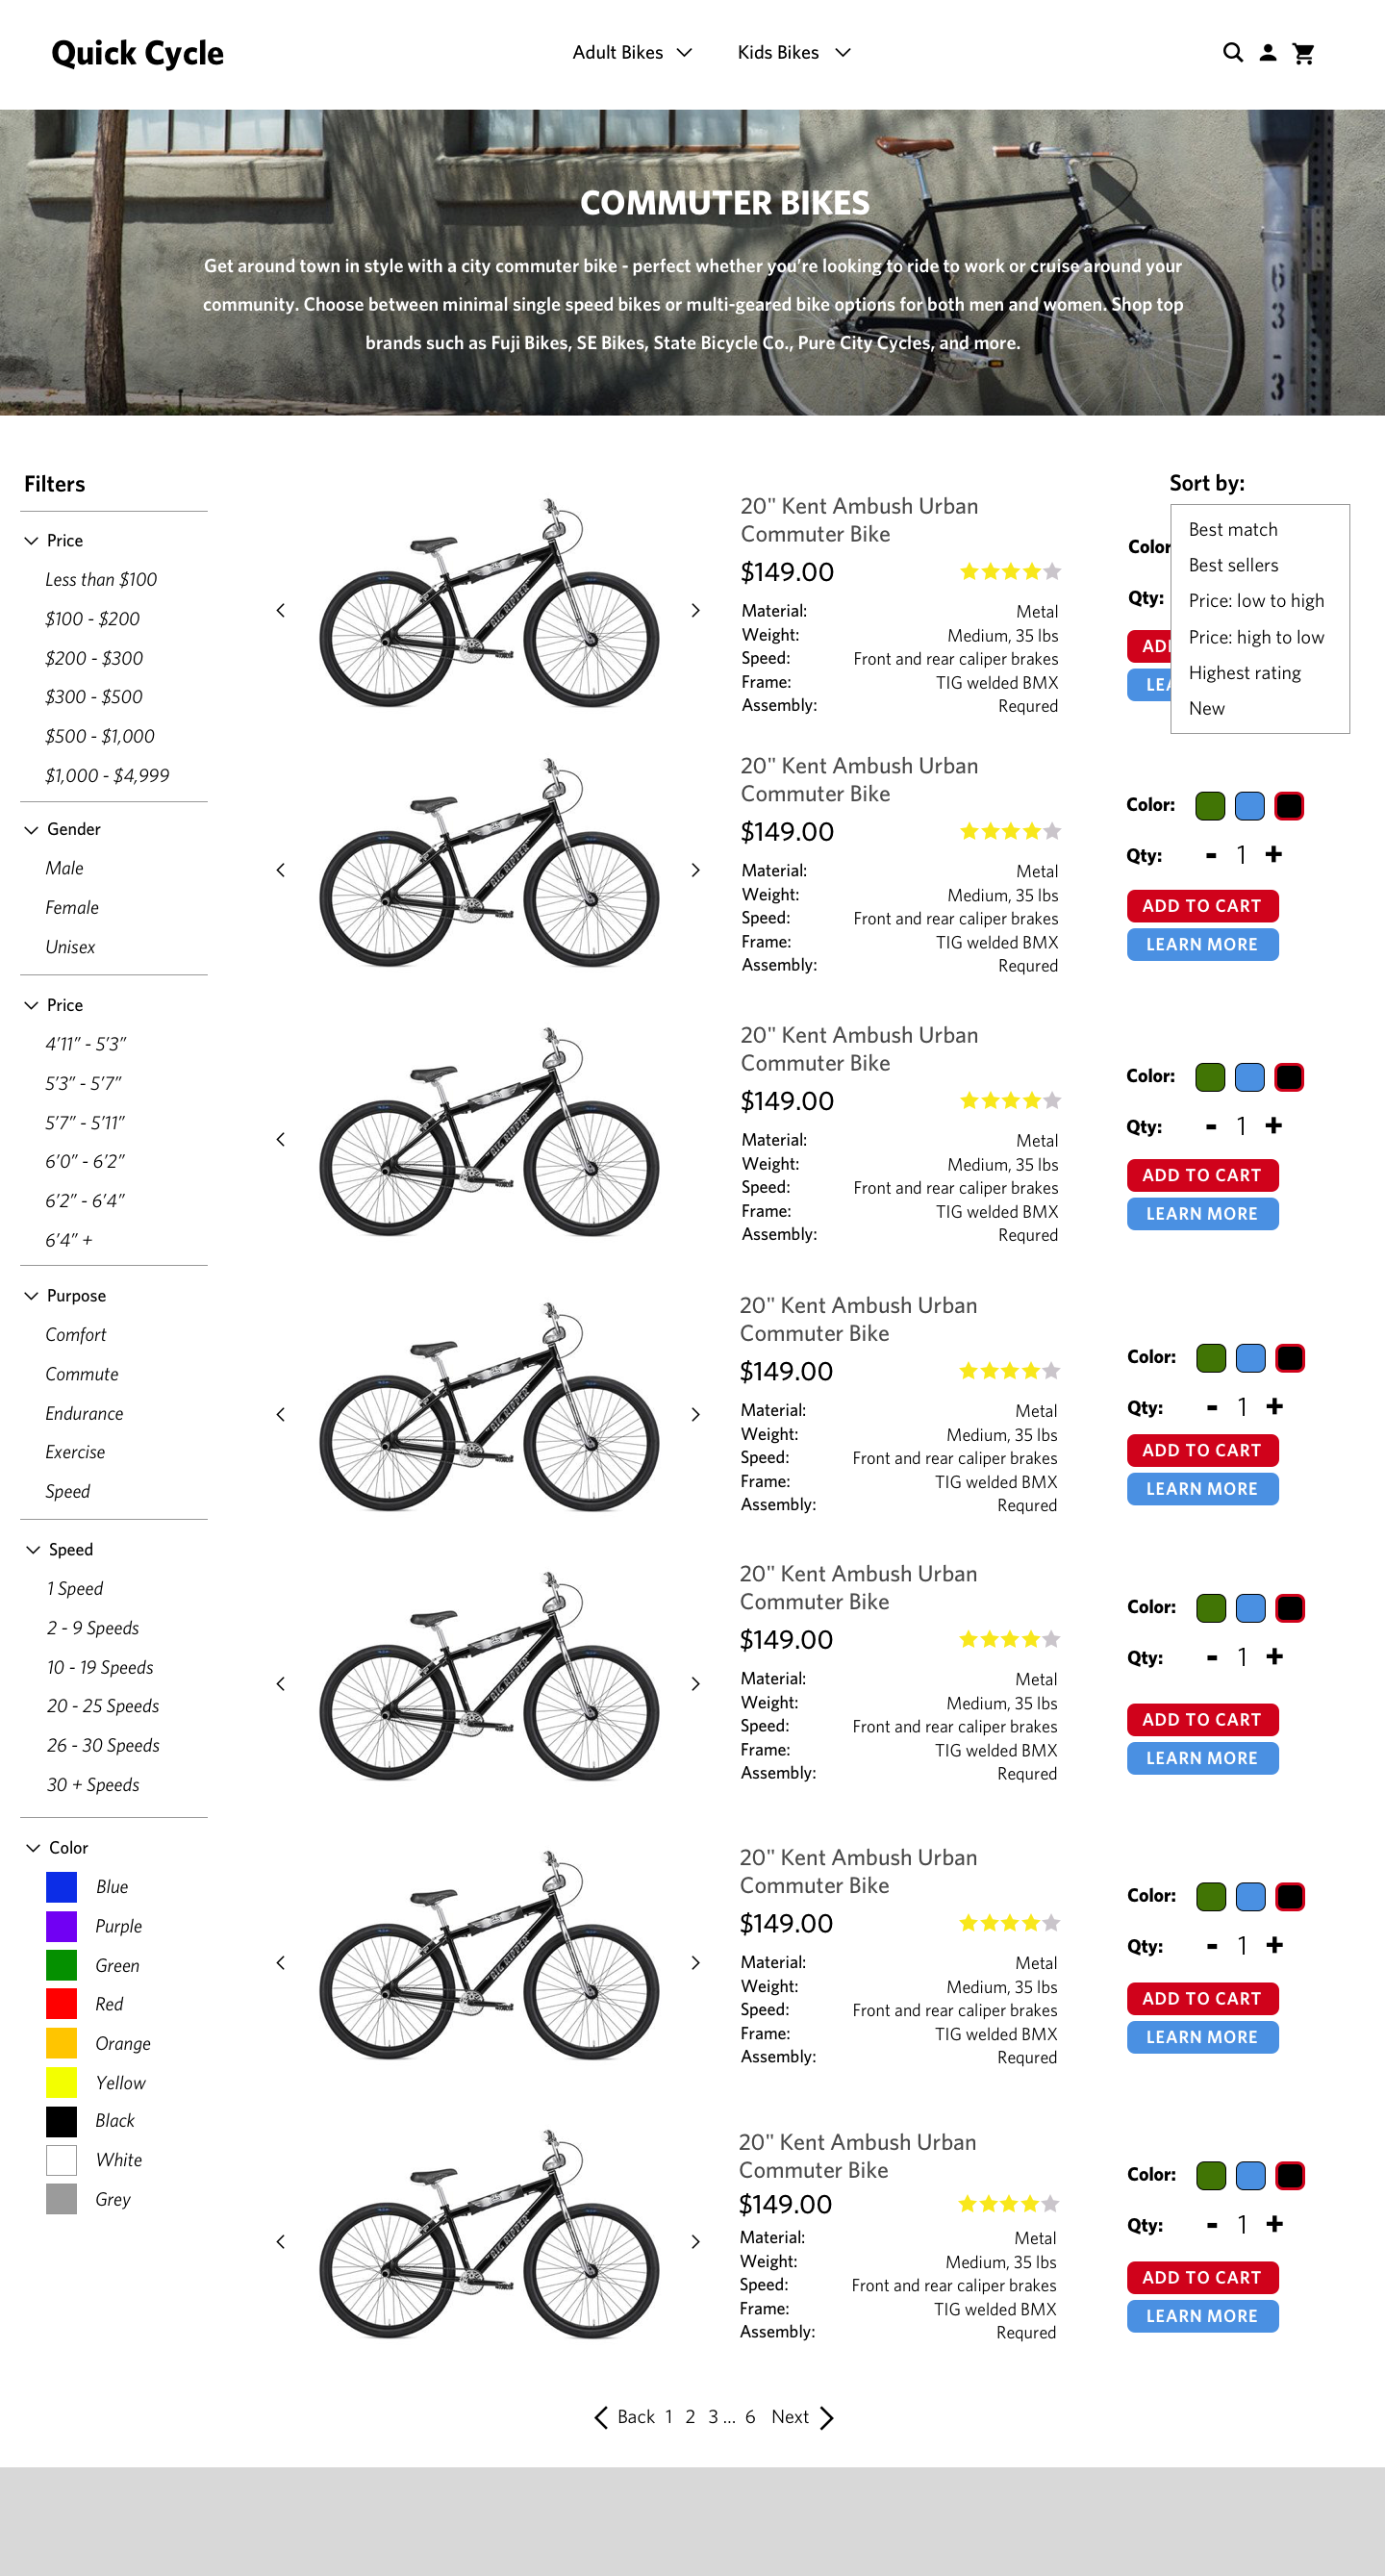 Quick Cycle
Adult Bikes
Kids Bikes
COMMUTER BIKES
Get around town in style with a city commuter bike - perfect whether you're looking to ride to work or cruise around your
community. Choose between minimal single speed bikes or multi-geared bike options for both men and women. Shop top
brands such as Fuji Bikes, SE Bikes, State Bicycle Co., Pure City Cycles, and more.
63-3
Filters
Price
Less than $100
$100 - $200
$200 - $300
$300 - $500
$500 - $1,000
$1,000 - $4,999
Gender
Male
Female
Unisex
Price
4'11" - 5'3"
5'3" - 5'7"
5'7" - 5'11"
6'0" - 6'2"
6'2" - 6'4"
6'4" +
Purpose
Comfort
Commute
Endurance
Exercise
Speed
Speed
1 Speed
2 - 9 Speeds
10 - 19 Speeds
20 - 25 Speeds
26 - 30 Speeds
30 + Speeds
Color
Blue
Purple
Green
Red
Orange
Yellow
Black
White
Grey
Sort by:
Best match
Best sellers
Price: low to high
Price: high to low
Highest rating
New
BIG RIPPER
20" Kent Ambush Urban
Commuter Bike
$149.00
Material: Metal
Weight: Medium, 35 lbs
Speed: Front and rear caliper brakes
Frame: TIG welded BMX
Assembly: Requred
Color
Qty:
AD
LEA
BIG RIPPER
20" Kent Ambush Urban
Commuter Bike
$149.00
Material: Metal
Weight: Medium, 35 lbs
Speed: Front and rear caliper brakes
Frame: TIG welded BMX
Assembly: Requred
Color:
Qty: - 1 +
ADD TO CART
LEARN MORE
BIG RIPPER
20" Kent Ambush Urban
Commuter Bike
$149.00
Material: Metal
Weight: Medium, 35 lbs
Speed: Front and rear caliper brakes
Frame: TIG welded BMX
Assembly: Requred
Color:
Qty: - 1 +
ADD TO CART
LEARN MORE
BIG RIPPER
20" Kent Ambush Urban
Commuter Bike
$149.00
Material: Metal
Weight: Medium, 35 lbs
Speed: Front and rear caliper brakes
Frame: TIG welded BMX
Assembly: Requred
Color:
Qty: - 1 +
ADD TO CART
LEARN MORE
BIG RIPPER
20" Kent Ambush Urban
Commuter Bike
$149.00
Material: Metal
Weight: Medium, 35 lbs
Speed: Front and rear caliper brakes
Frame: TIG welded BMX
Assembly: Requred
Color:
Qty: - 1 +
ADD TO CART
LEARN MORE
BIG RIPPER
20" Kent Ambush Urban
Commuter Bike
$149.00
Material: Metal
Weight: Medium, 35 lbs
Speed: Front and rear caliper brakes
Frame: TIG welded BMX
Assembly: Requred
Color:
Qty: - 1 +
ADD TO CART
LEARN MORE
BIG RIPPER
20" Kent Ambush Urban
Commuter Bike
$149.00
Material: Metal
Weight: Medium, 35 lbs
Speed: Front and rear caliper brakes
Frame: TIG welded BMX
Assembly: Requred
Color:
Qty: - 1 +
ADD TO CART
LEARN MORE
Back 1 2 3 ... 6 Next